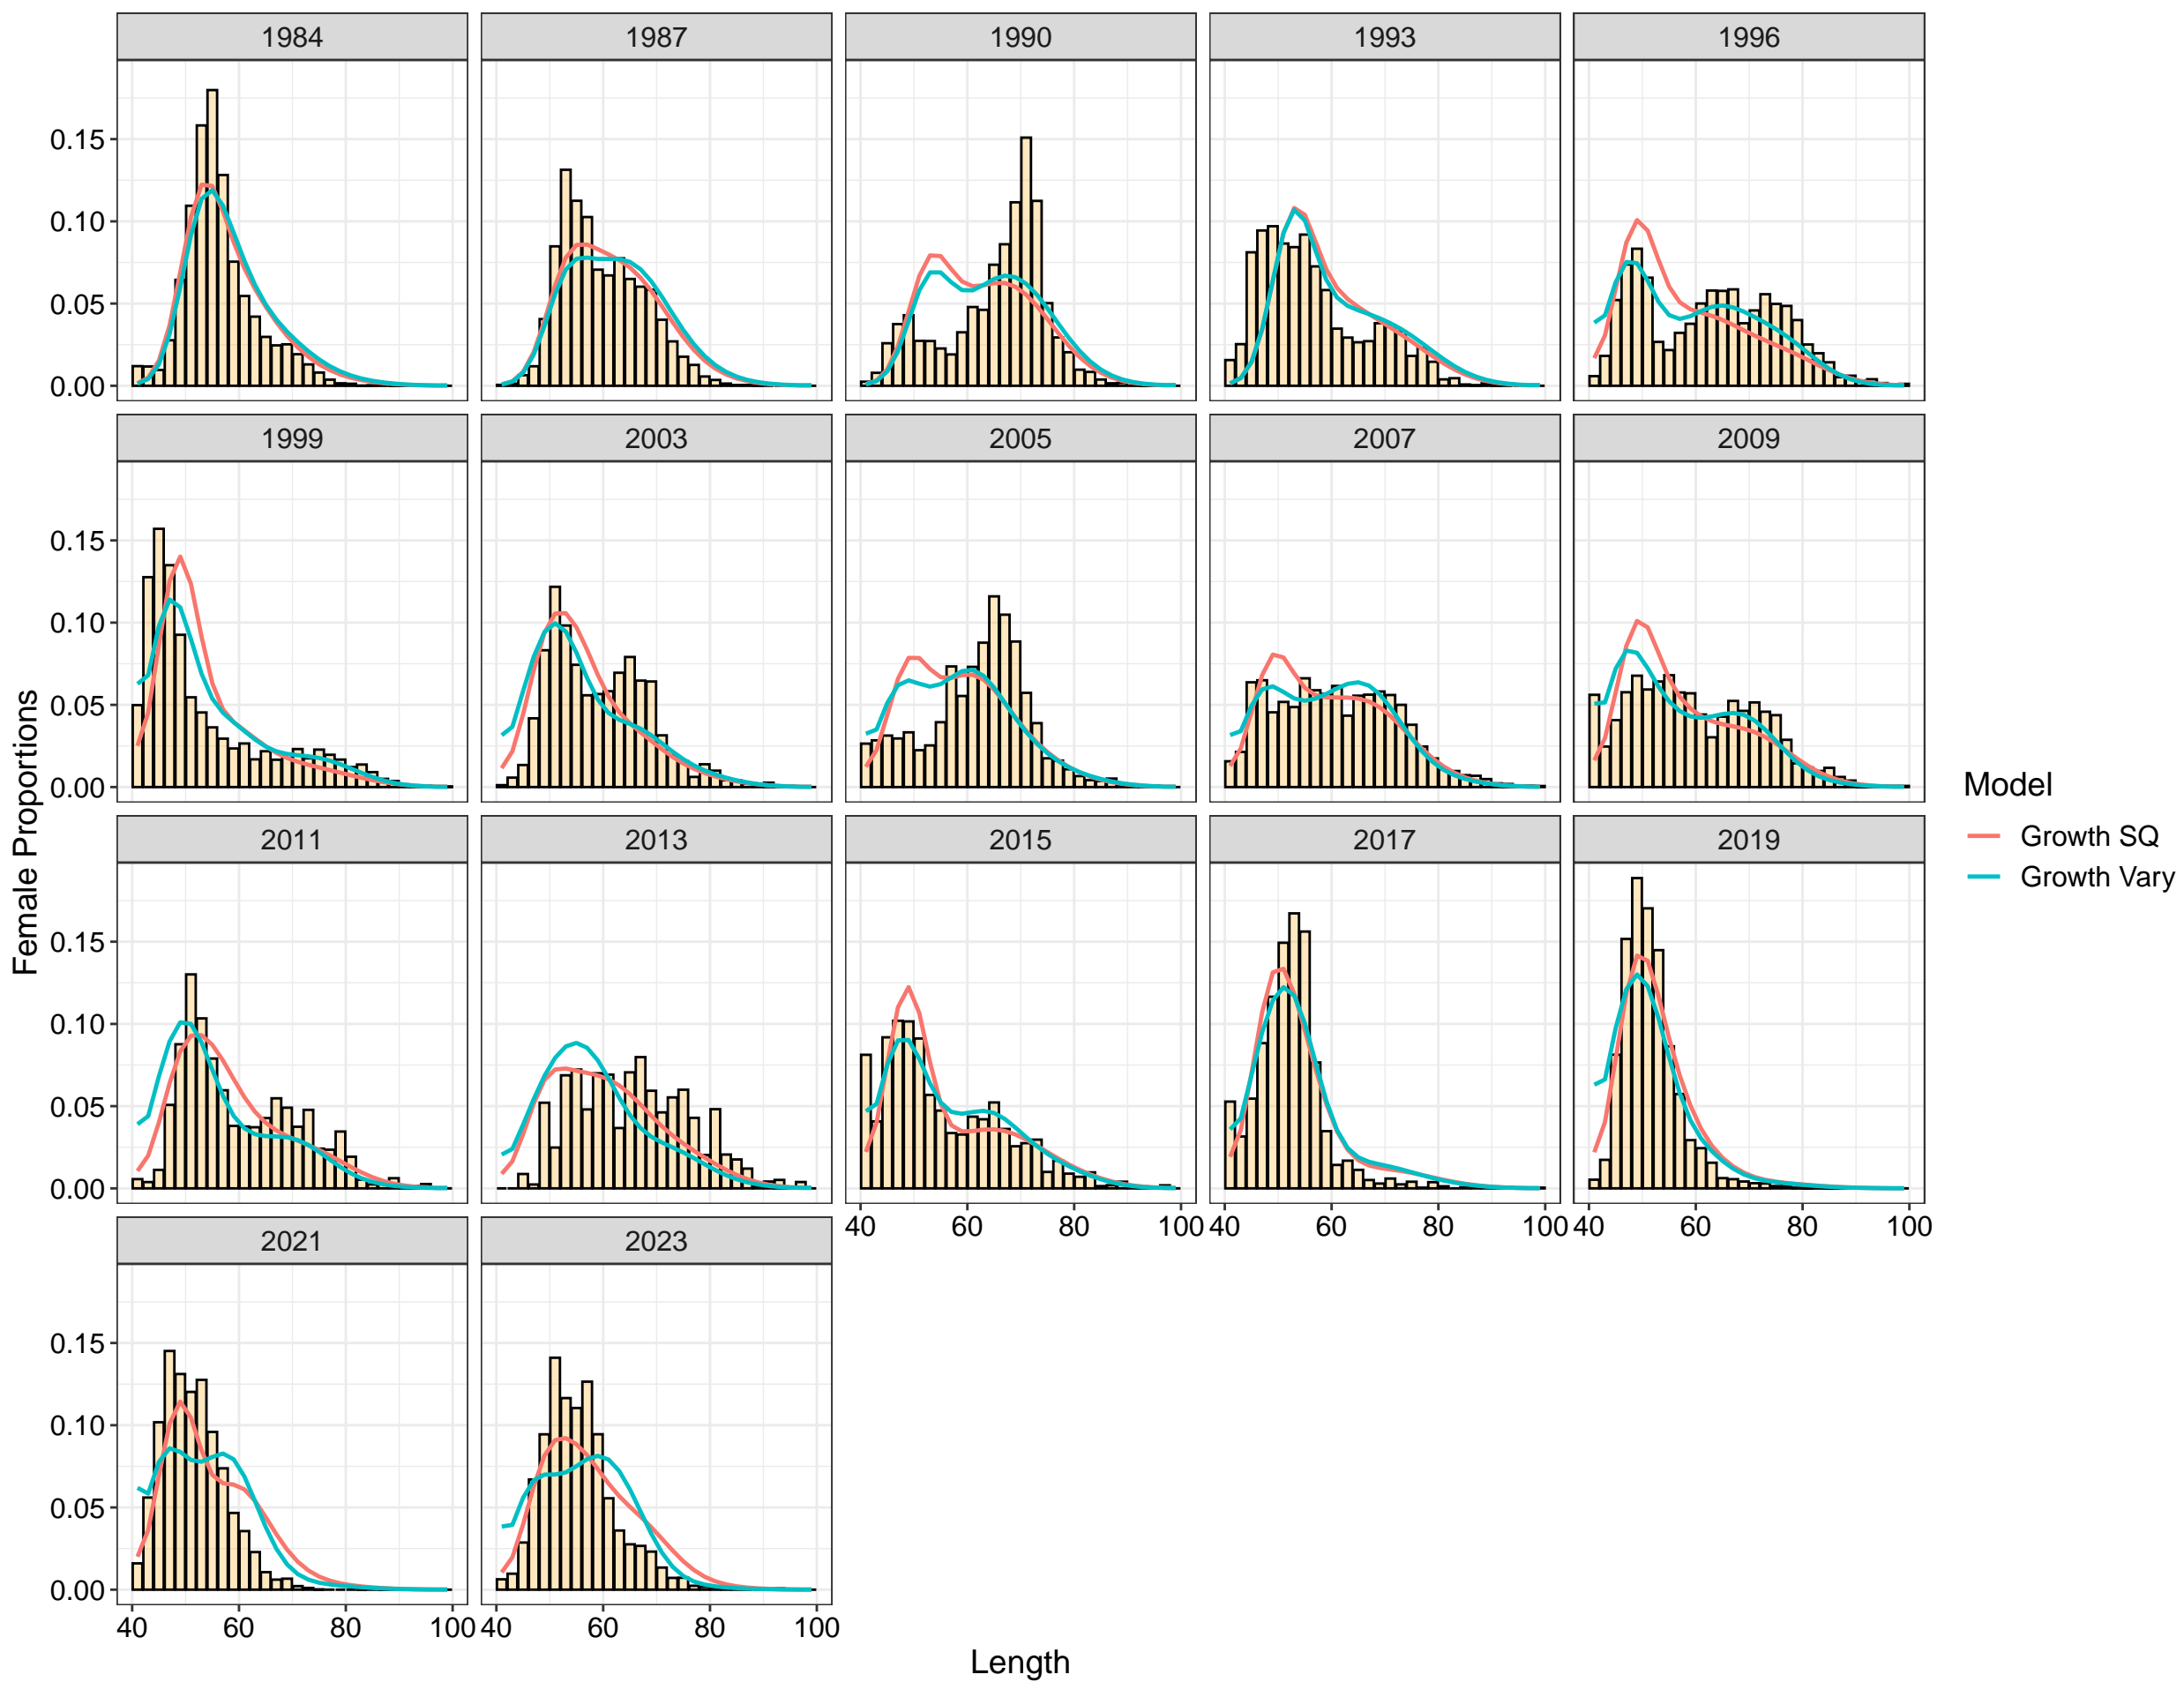 1984 1987 1990 1993 1996
0.15
0.10
0.05
0.00
1999 2003 2005 2007 2009
0.15
0.10
0.05
0.00
2011 2013 2015 2017 2019
0.15
0.10
0.05
0.00
40 60 80 100 40 60 80 100 40 60 80 100
2021 2023
0.15
0.10
0.05
0.00
40 60 80 100 40 60 80 100
Length
Female Proportions
Model
Growth SQ
Growth Vary